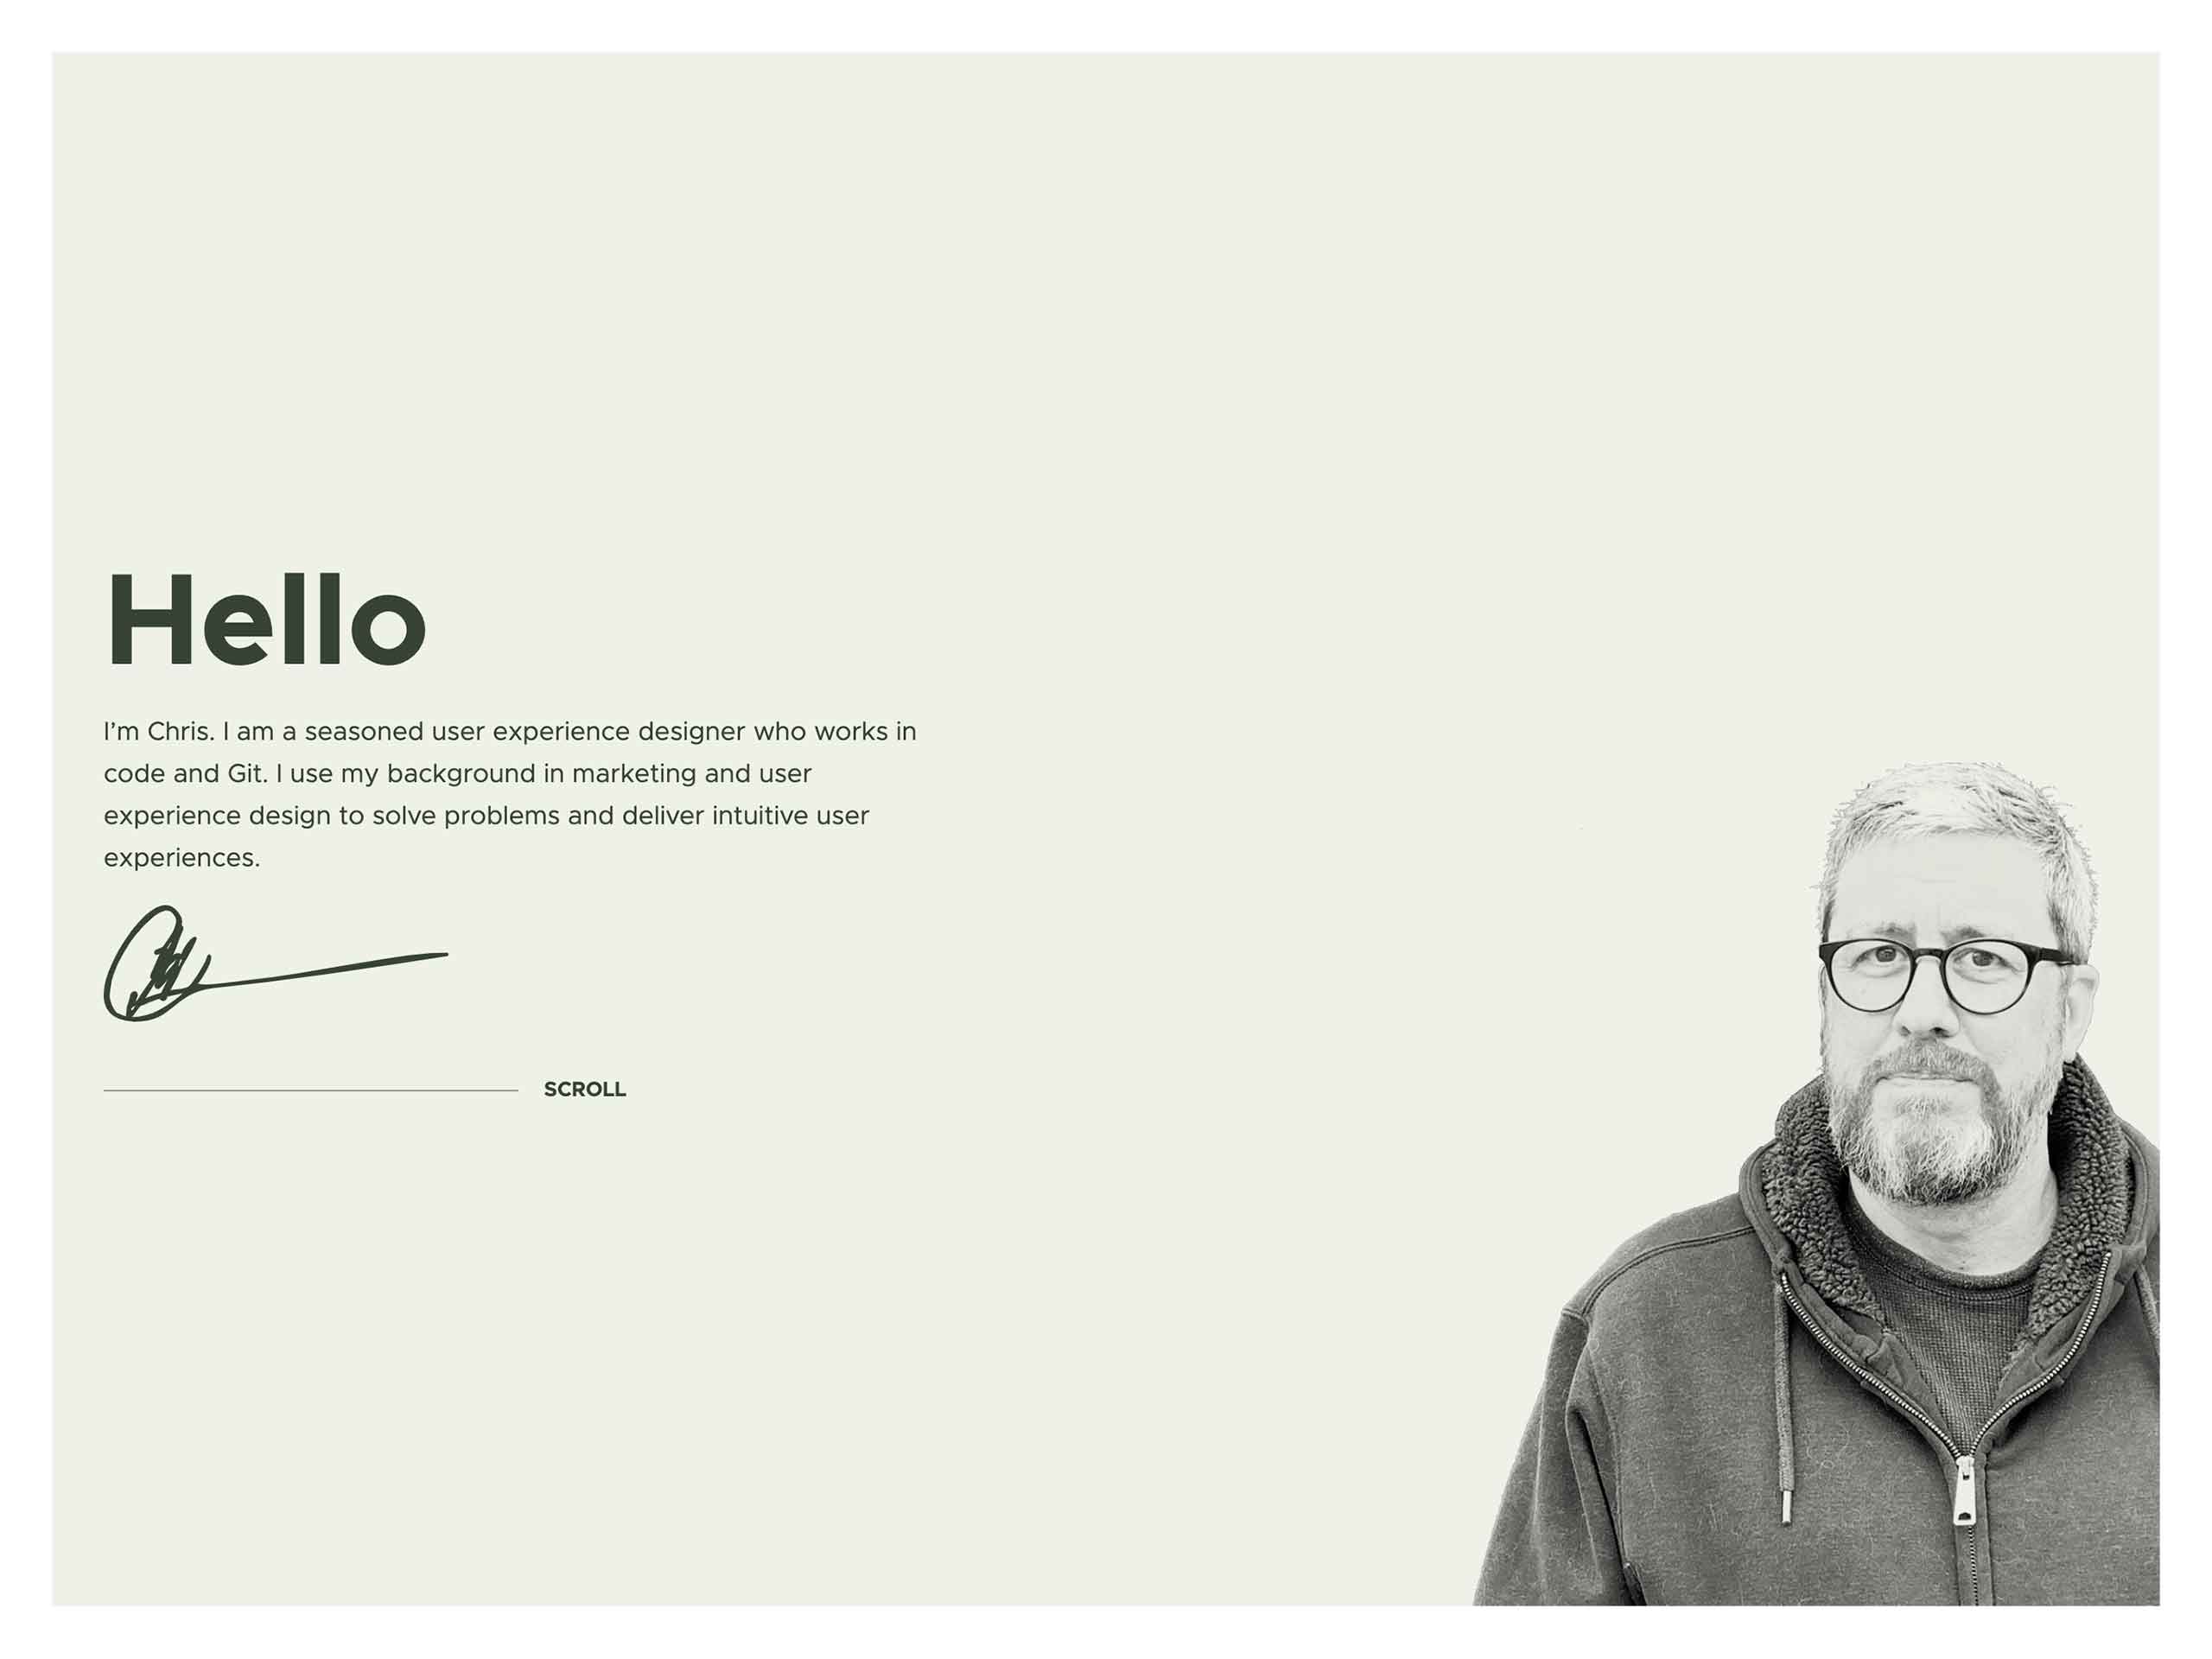 Hello
I’m Chris. I am a seasoned user experience designer who works in
code and Git. I use my background in marketing and user
experience design to solve problems and deliver intuitive user
experiences.
SCROLL